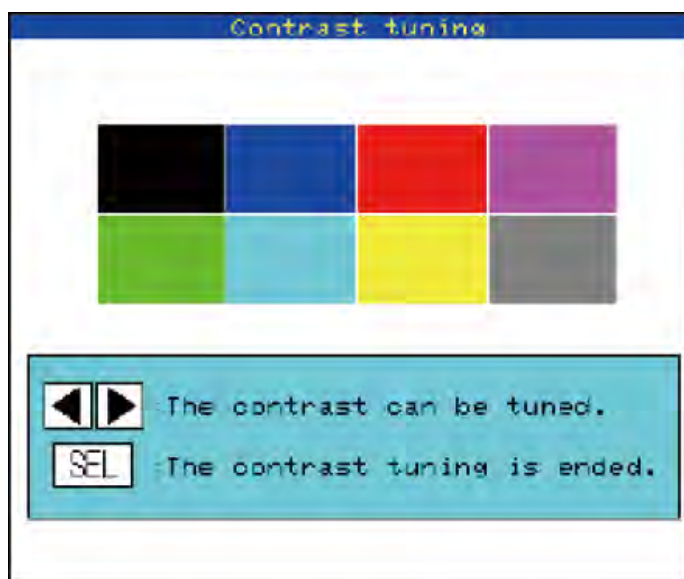 Contrast tuning
:The contrast can be tuned.
SEL :The contrast tuning is ended.